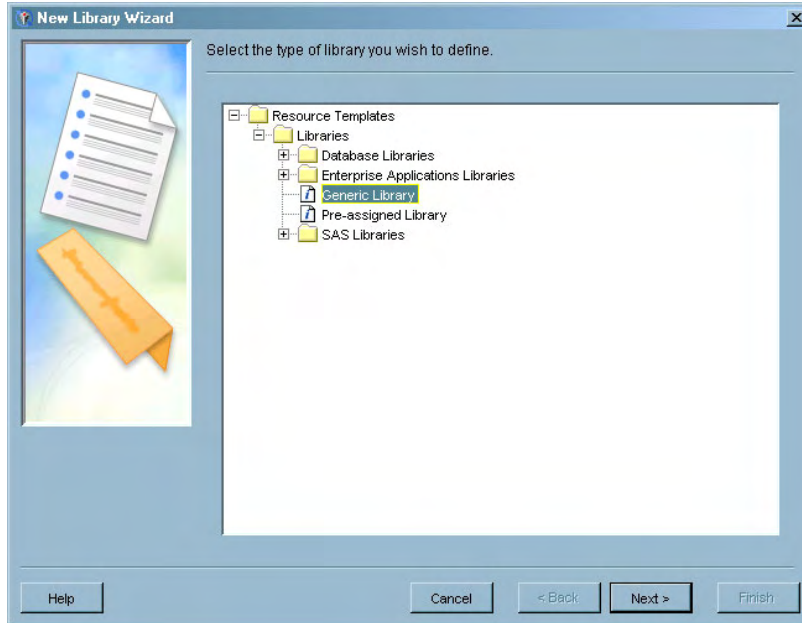 New Library Wizard
Select the type of library you wish to define.
Resource Templates
Libraries
Database Libraries
Enterprise Applications Libraries
Generic Library
Pre-assigned Library
SAS Libraries
Help Cancel < Back Next > Finish